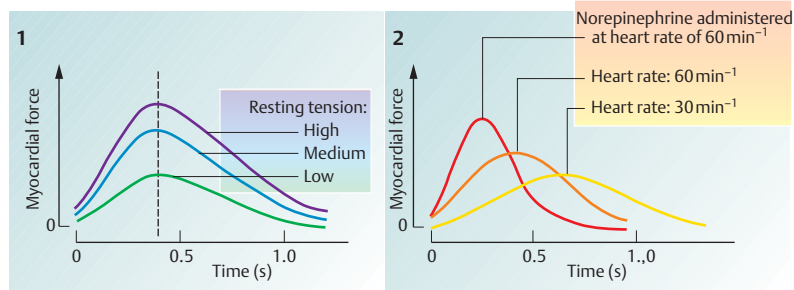 1
Myocardial force
0
Resting tension:
High
Medium
Low
0
0.5
1.0
Time (s)
2
Norepinephrine administered
at heart rate of 60 min⁻¹
Heart rate: 60 min⁻¹
Heart rate: 30 min⁻¹
Myocardial force
0
0
0.5
1.,0
Time (s)